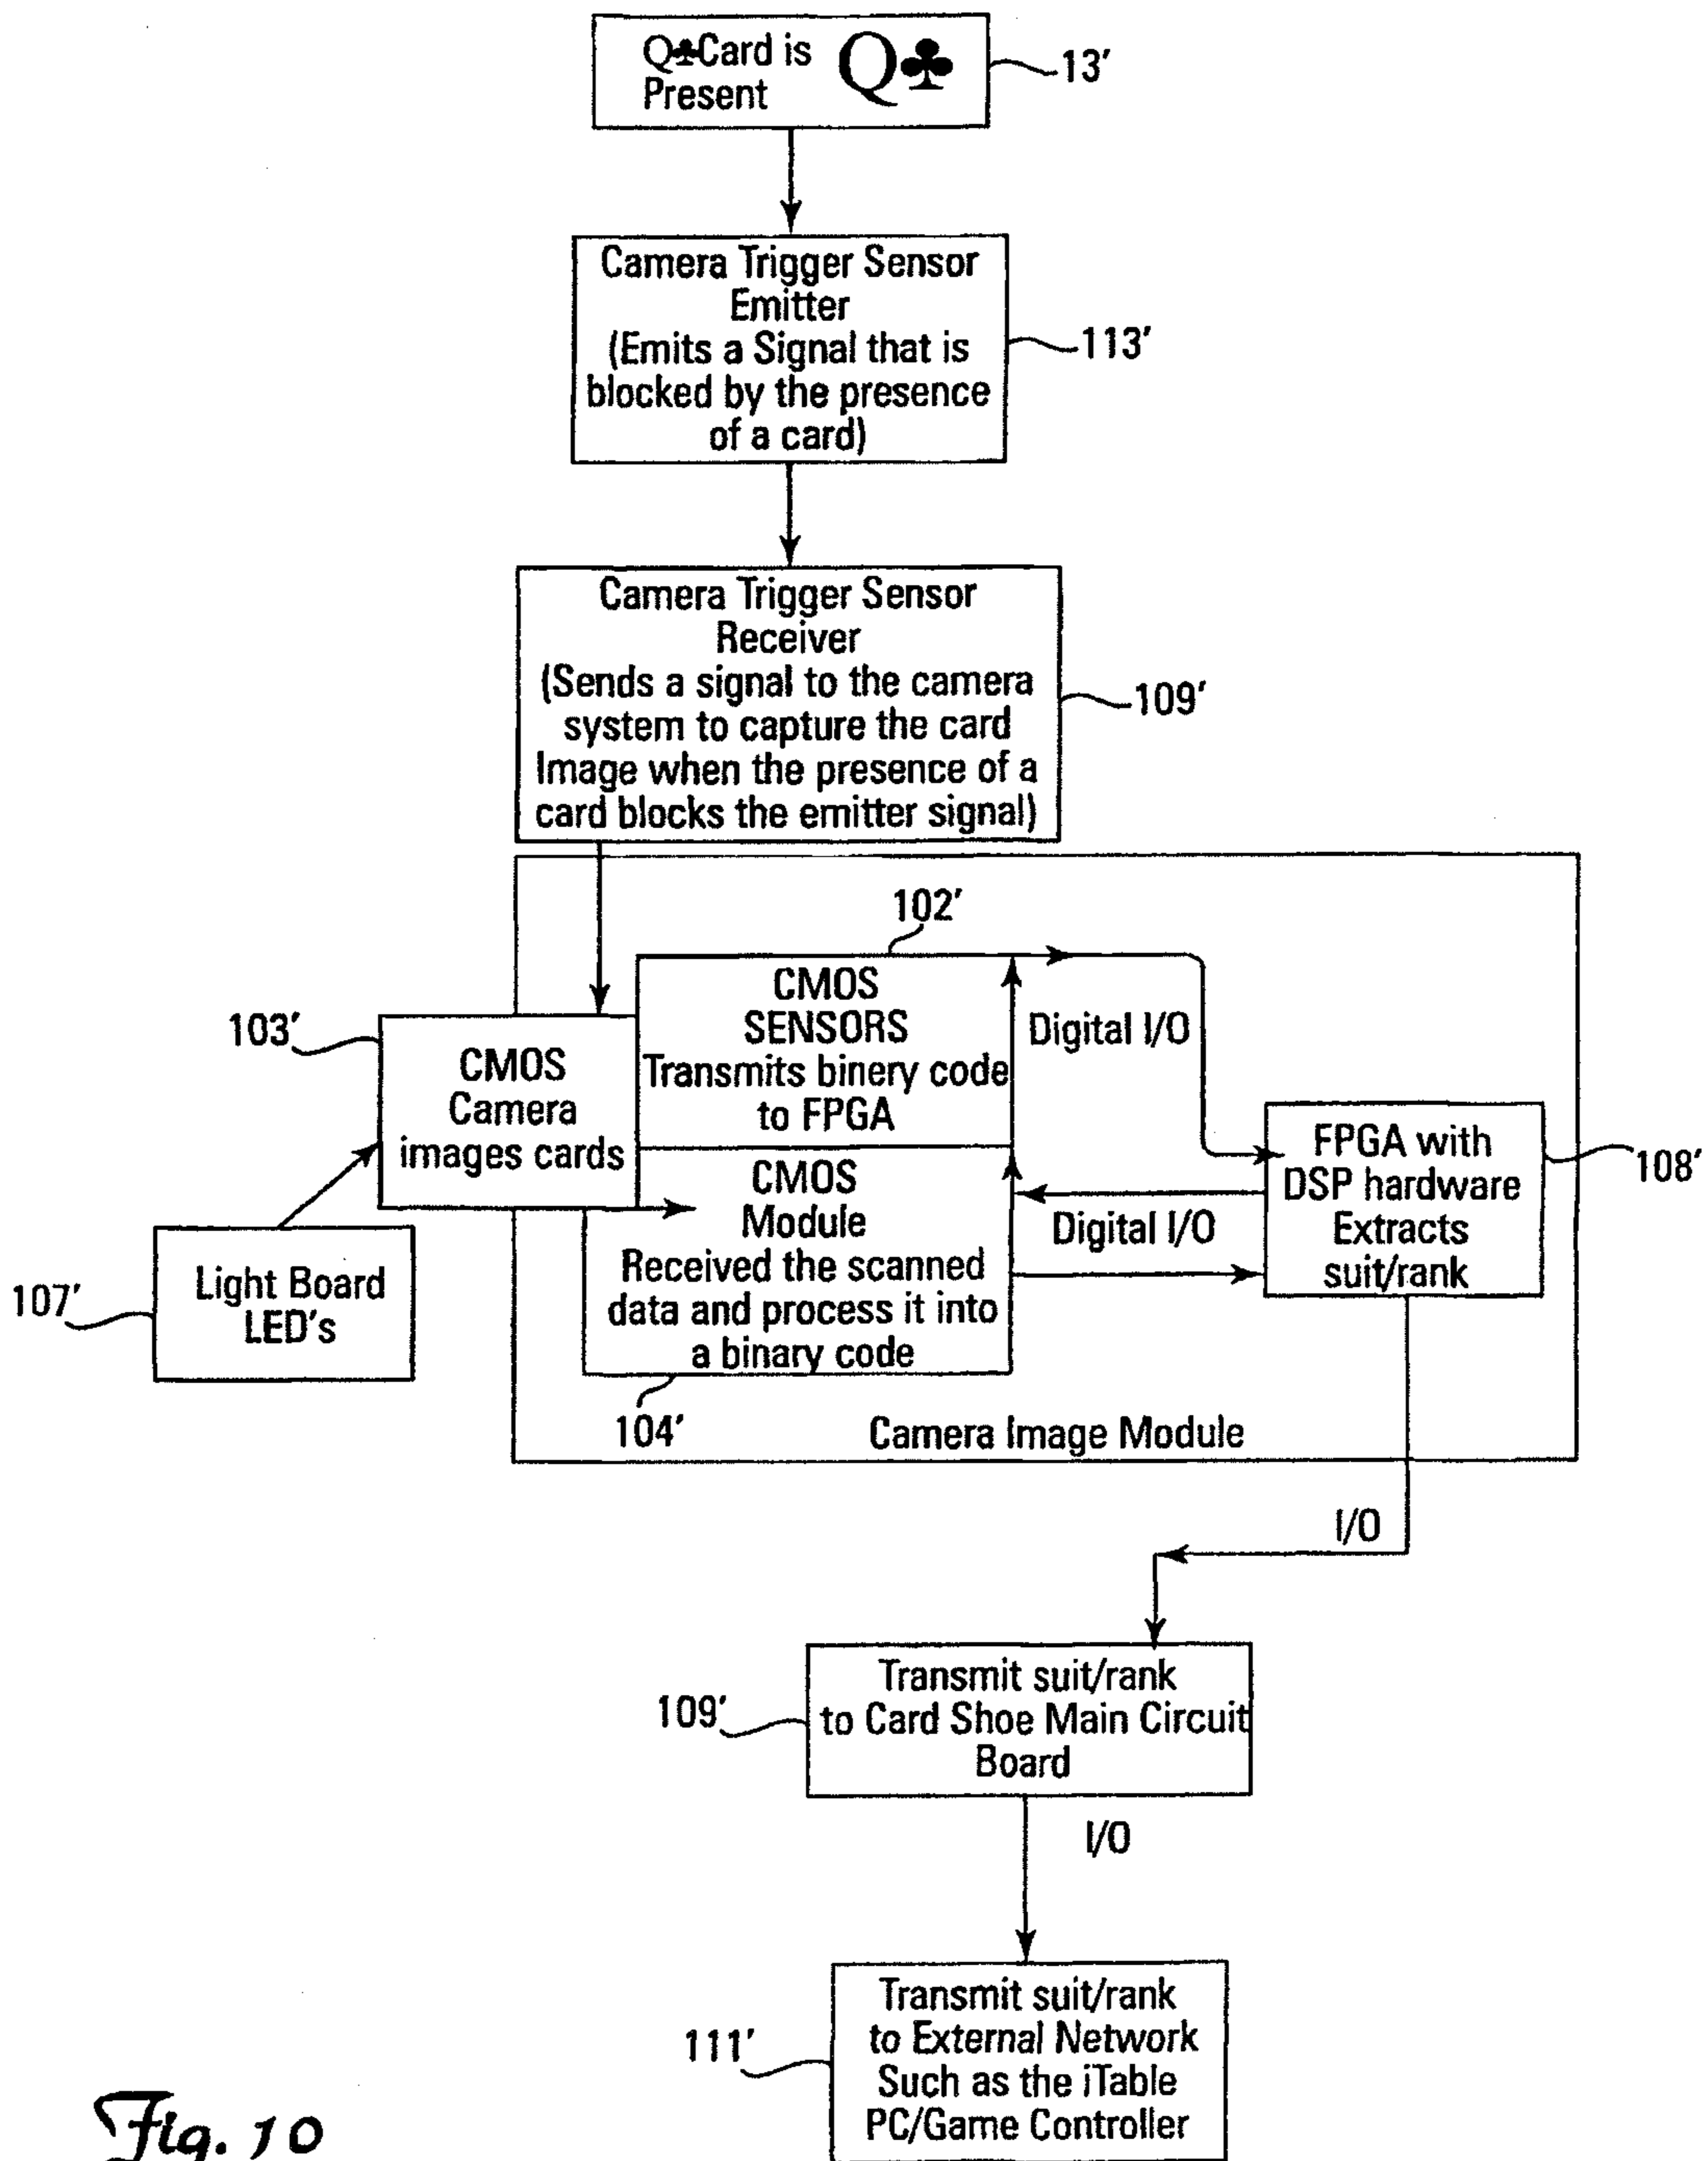 Q♣Card is Q♣
Present
13'
Camera Trigger Sensor
Emitter
(Emits a Signal that is
blocked by the presence
of a card)
113'
Camera Trigger Sensor
Receiver
(Sends a signal to the camera
system to capture the card
Image when the presence of a
card blocks the emitter signal)
109'
102'
CMOS
SENSORS
Transmits binery code
to FPGA
Digital I/O
103'
CMOS
Camera
images cards
CMOS
Module
Received the scanned
data and process it into
a binary code
Digital I/O
FPGA with
DSP hardware
Extracts
suit/rank
108'
Light Board
LED's
107'
104'
Camera Image Module
I/O
Transmit suit/rank
to Card Shoe Main Circuit
Board
109'
I/O
Transmit suit/rank
to External Network
Such as the iTable
PC/Game Controller
111'
Fig. 10